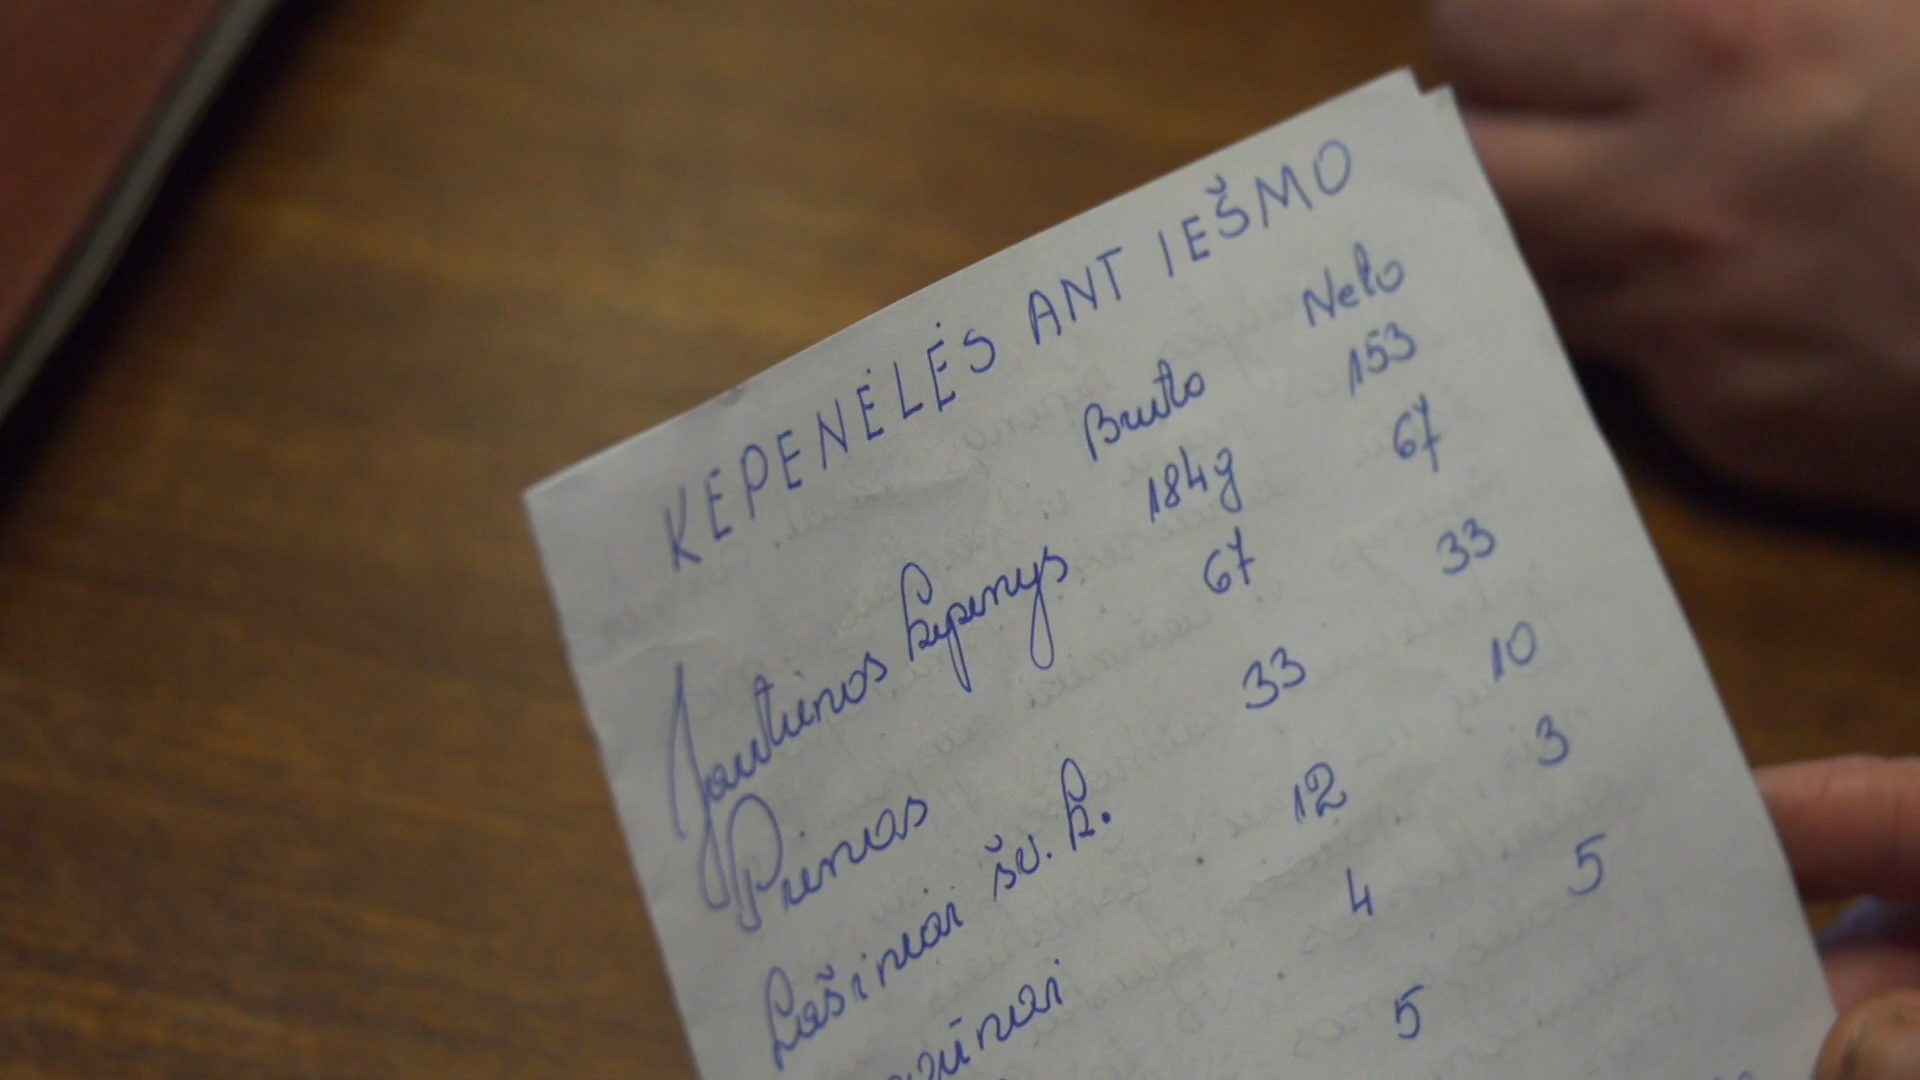 KEPENĖLĖS ANT IEŠMO
Bruto Neto
Jautienos kepenys 184g 153
Pienas 67 67
Lašiniai šv. k. 33 33
12 10
4 3
5 5